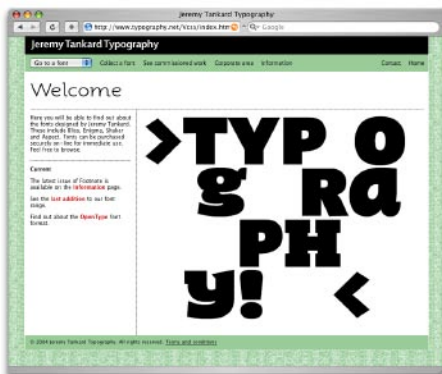 Jeremy Tankard Typography
http://www.typography.net/
Google
Jeremy Tankard Typography
Go to a font
Collect a font
See commissioned work
Corporate area
Information
Contact
Home
Welcome
Here you will be able to find out about
the fonts designed by Jeremy Tankard.
These include Bliss, Enigma, Shaker
and Aspect. Fonts can be purchased
securely on-line for immediate use.
Feel free to browse.
Current
The latest issue of Footnote is
available on the Information page.
See the last addition to our font
range.
Find out about the OpenType font
format.
>TYPO
gRa
PH
y! <
© 2004 Jeremy Tankard Typography. All rights reserved. Terms and conditions